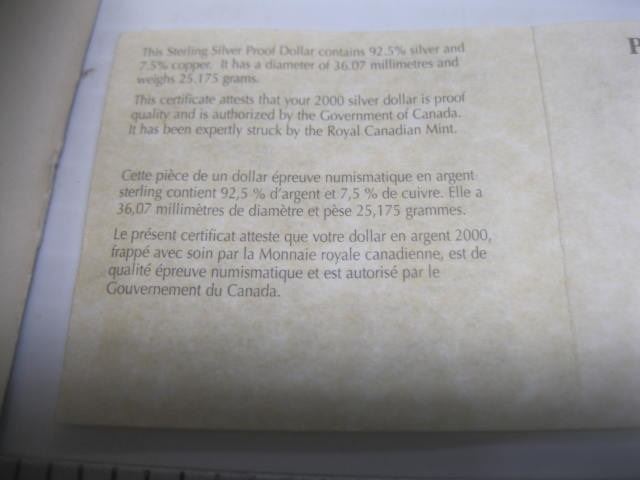 This Sterling Silver Proof Dollar contains 92.5% silver and
7.5% copper. It has a diameter of 36.07 millimetres and
weighs 25.175 grams.
This certificate attests that your 2000 silver dollar is proof
quality and is authorized by the Government of Canada.
It has been expertly struck by the Royal Canadian Mint.
Cette pièce de un dollar épreuve numismatique en argent
sterling contient 92,5 % d'argent et 7,5 % de cuivre. Elle a
36,07 millimètres de diamètre et pèse 25,175 grammes.
Le présent certificat atteste que votre dollar en argent 2000,
frappé avec soin par la Monnaie royale canadienne, est de
qualité épreuve numismatique et est autorisé par le
Gouvernement du Canada.
P